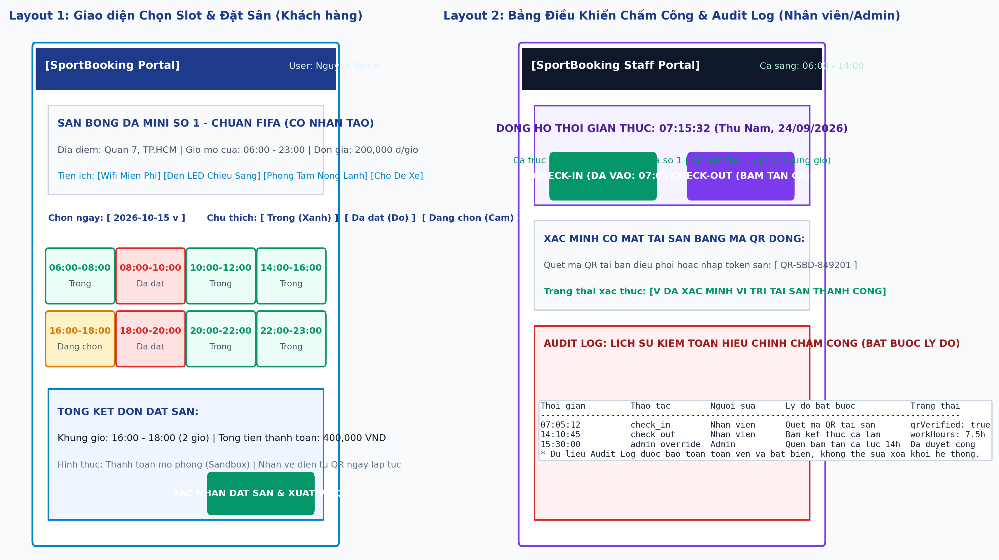 Layout 1: Giao diện Chọn Slot & Đặt Sân (Khách hàng)
[SportBooking Portal]
User: Nguyen Van A
SAN BONG DA MINI SO 1 - CHUAN FIFA (CO NHAN TAO)
Dia diem: Quan 7, TP.HCM | Gio mo cua: 06:00 - 23:00 | Don gia: 200,000 d/gio
Tien ich: [Wifi Mien Phi] [Den LED Chieu Sang] [Phong Tam Nong Lanh] [Cho De Xe]
Chon ngay: [ 2026-10-15 v ]
Chu thich: [ Trong (Xanh) ] [ Da dat (Do) ] [ Dang chon (Cam) ]
06:00-08:00
Trong
08:00-10:00
Da dat
10:00-12:00
Trong
14:00-16:00
Trong
16:00-18:00
Dang chon
18:00-20:00
Da dat
20:00-22:00
Trong
22:00-23:00
Trong
TONG KET DON DAT SAN:
Khung gio: 16:00 - 18:00 (2 gio) | Tong tien thanh toan: 400,000 VND
Hinh thuc: Thanh toan mo phong (Sandbox) | Nhan ve dien tu QR ngay lap tuc
XAC NHAN DAT SAN & XUAT QR
Layout 2: Bảng Điều Khiển Chấm Công & Audit Log (Nhân viên/Admin)
[SportBooking Staff Portal]
Ca sang: 06:00 - 14:00
DONG HO THOI GIAN THUC: 07:15:32 (Thu Nam, 24/09/2026)
Ca truc so 1 | An han tre: 15 phut (Dung gio)
CHECK-IN (DA VAO: 07:05)
CHECK-OUT (BAM TAN CA)
XAC MINH CO MAT TAI SAN BANG MA QR DONG:
Quet ma QR tai ban dieu phoi hoac nhap token san: [ QR-SBD-849201 ]
Trang thai xac thuc: [V DA XAC MINH VI TRI TAI SAN THANH CONG]
AUDIT LOG: LICH SU KIEM TOAN HIEU CHINH CHAM CONG (BAT BUOC LY DO)
Thoi gian Thao tac Nguoi sua Ly do bat buoc Trang thai
------------------------------------------------------------------------------------
07:05:12 check_in Nhan vien Quet ma QR tai san qrVerified: true
14:10:45 check_out Nhan vien Bam ket thuc ca lam workHours: 7.5h
15:30:00 admin_override Admin Quen bam tan ca luc 14h Da duyet cong
* Du lieu Audit Log duoc bao toan toan ven va bat bien, khong the sua xoa khoi he thong.